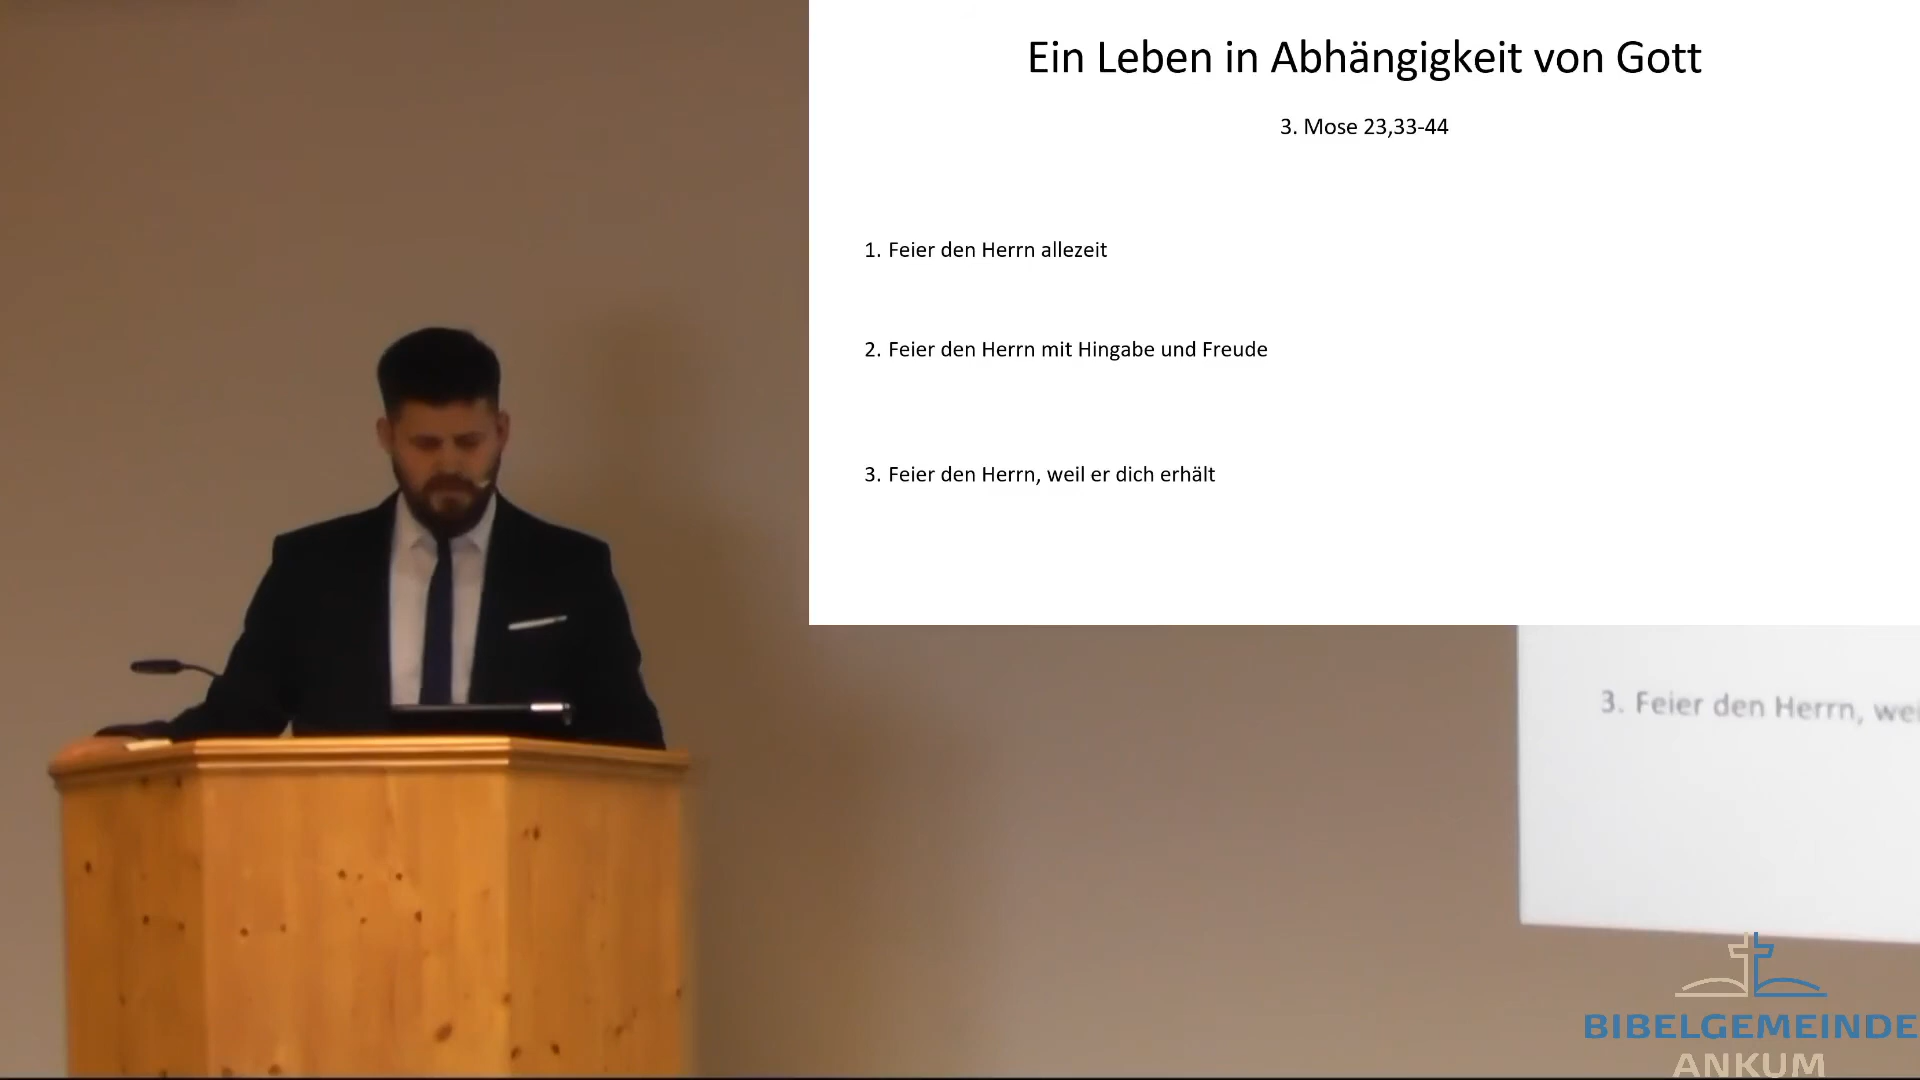 Ein Leben in Abhängigkeit von Gott
3. Mose 23,33-44
1. Feier den Herrn allezeit
2. Feier den Herrn mit Hingabe und Freude
3. Feier den Herrn, weil er dich erhält
3. Feier den Herrn, wei
BIBELGEMEINDE
ANKUM